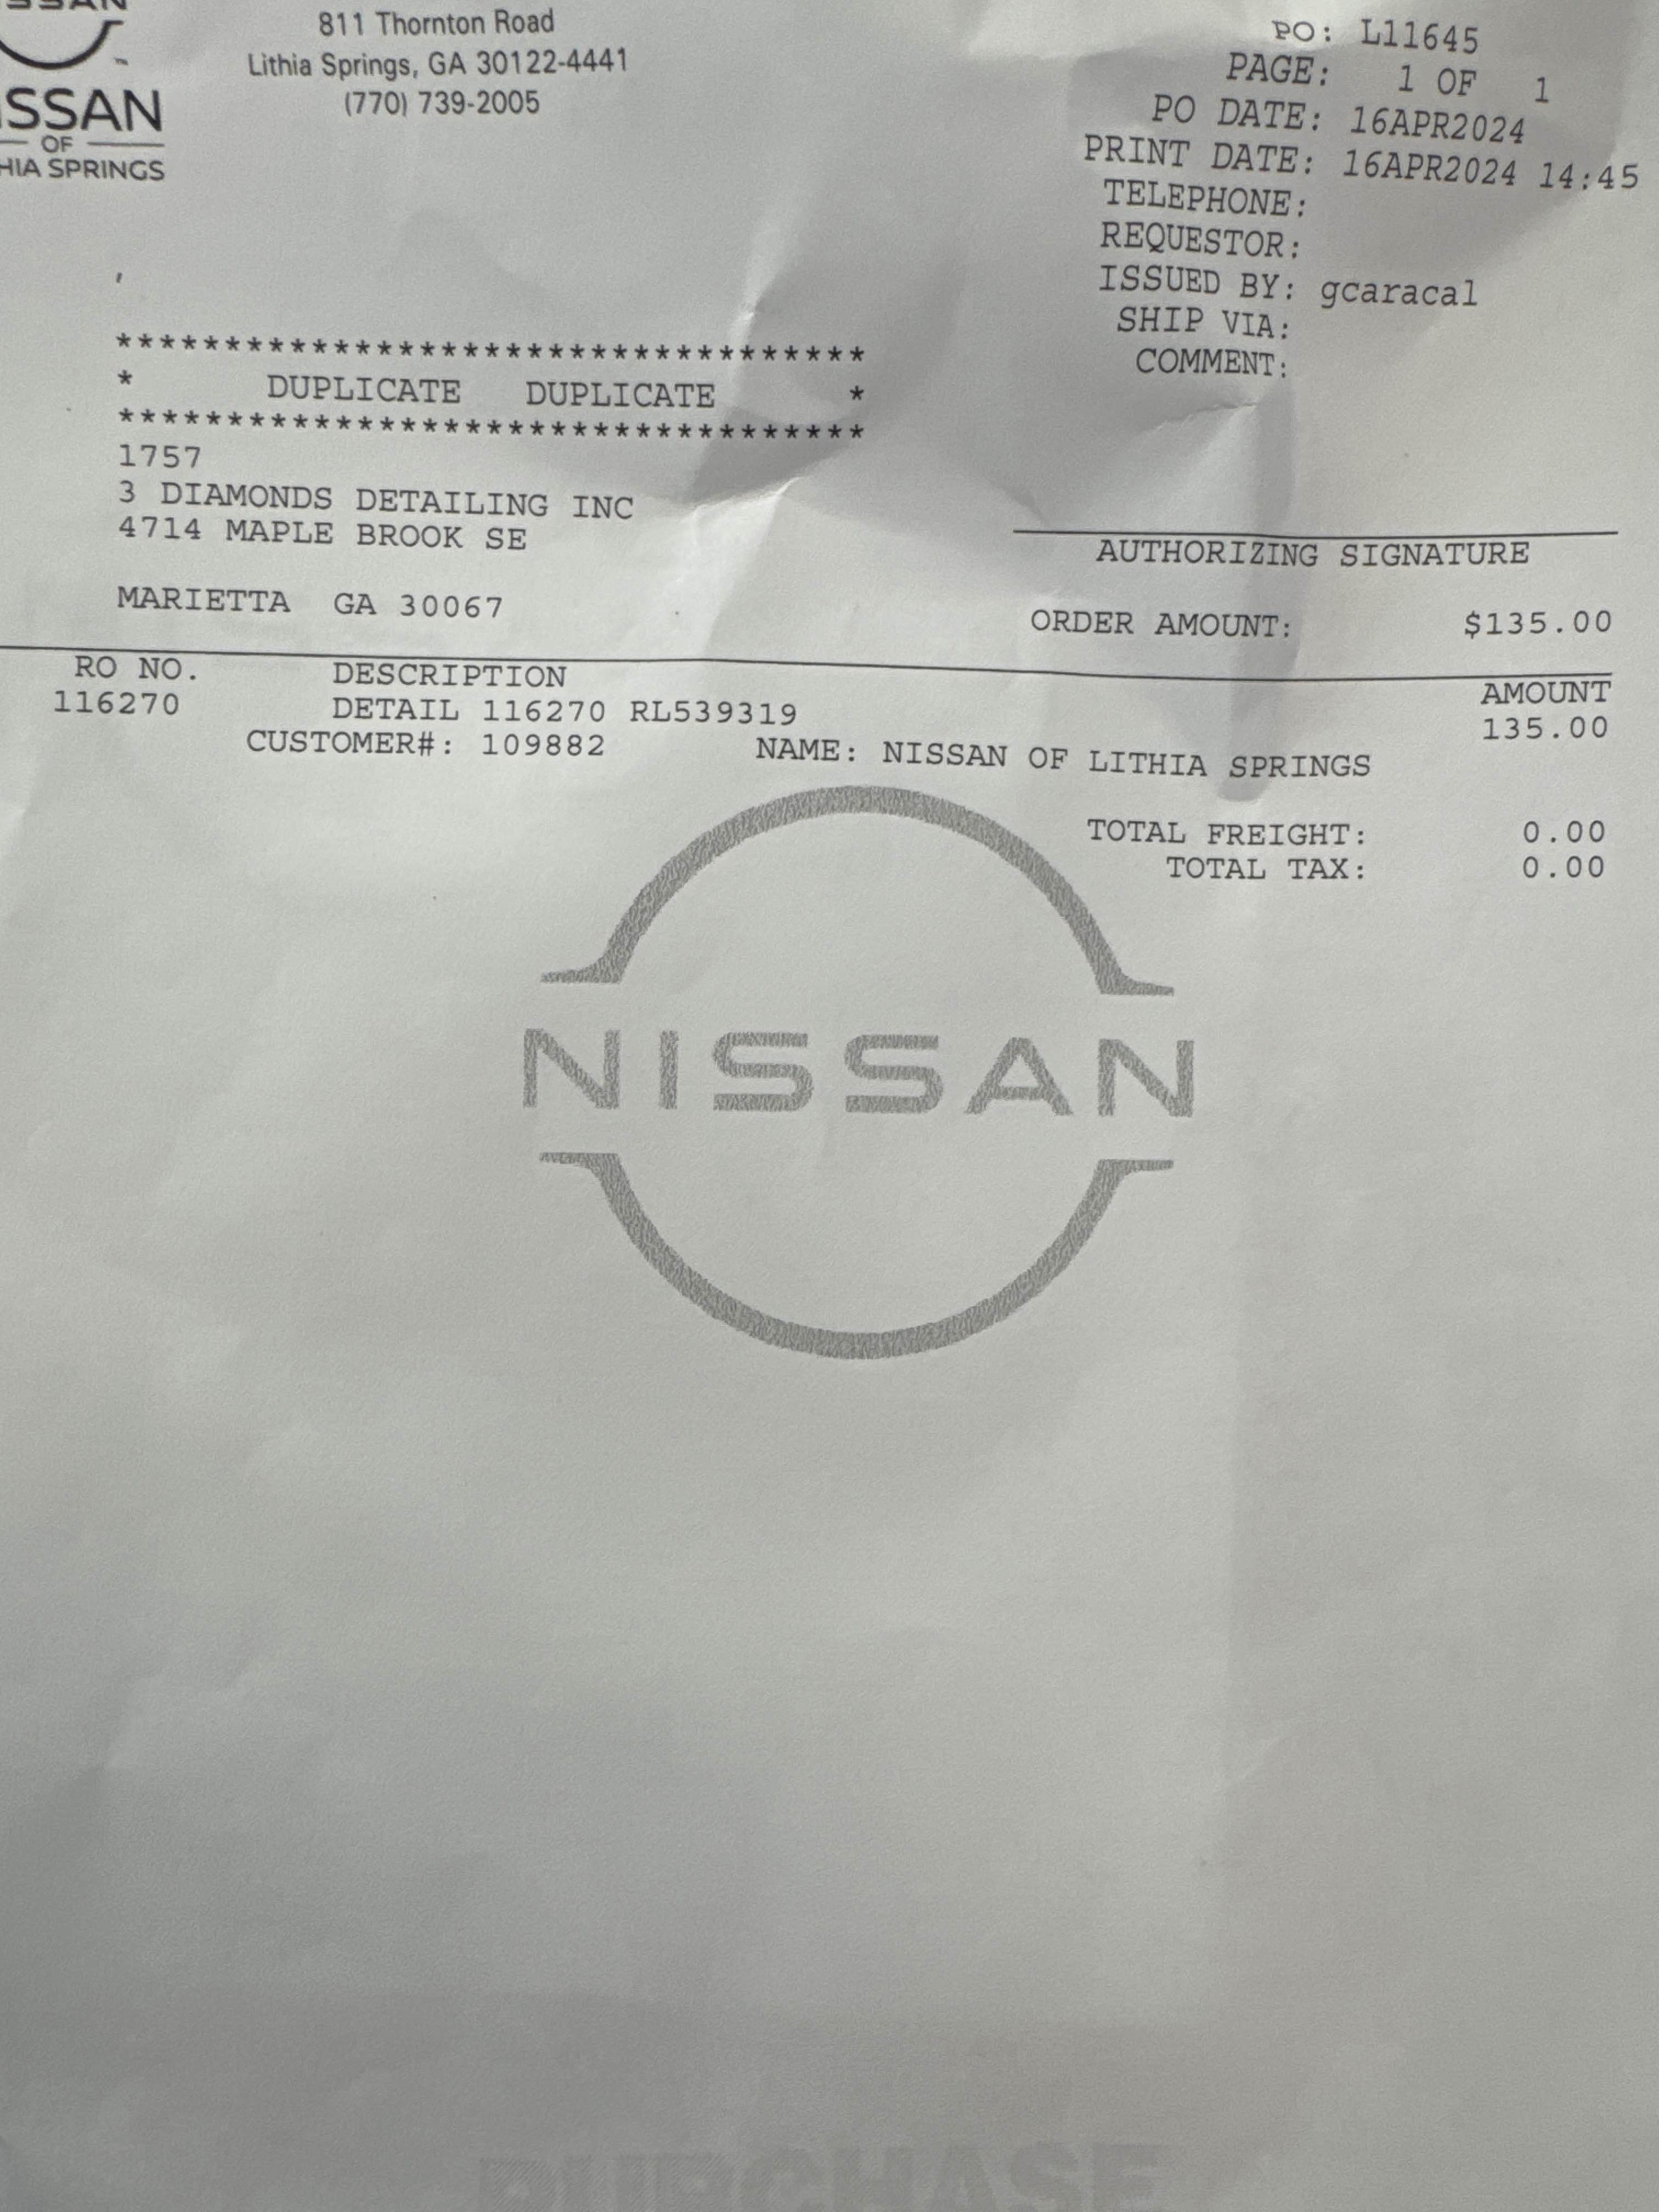 NISSAN
OF
SPRINGS
811 Thornton Road
Lithia Springs, GA 30122-4441
(770) 739-2005
PO: L11645
PAGE: 1 OF 1
PO DATE: 16APR2024
PRINT DATE: 16APR2024 14:45
TELEPHONE:
REQUESTOR:
ISSUED BY: gcaracal
SHIP VIA:
COMMENT:
,
***********************************
* DUPLICATE DUPLICATE *
***********************************
1757
3 DIAMONDS DETAILING INC
4714 MAPLE BROOK SE
MARIETTA GA 30067
AUTHORIZING SIGNATURE
ORDER AMOUNT: $135.00
RO NO. DESCRIPTION AMOUNT
116270 DETAIL 116270 RL539319 135.00
CUSTOMER#: 109882 NAME: NISSAN OF LITHIA SPRINGS
TOTAL FREIGHT: 0.00
TOTAL TAX: 0.00
NISSAN
PURCHASE